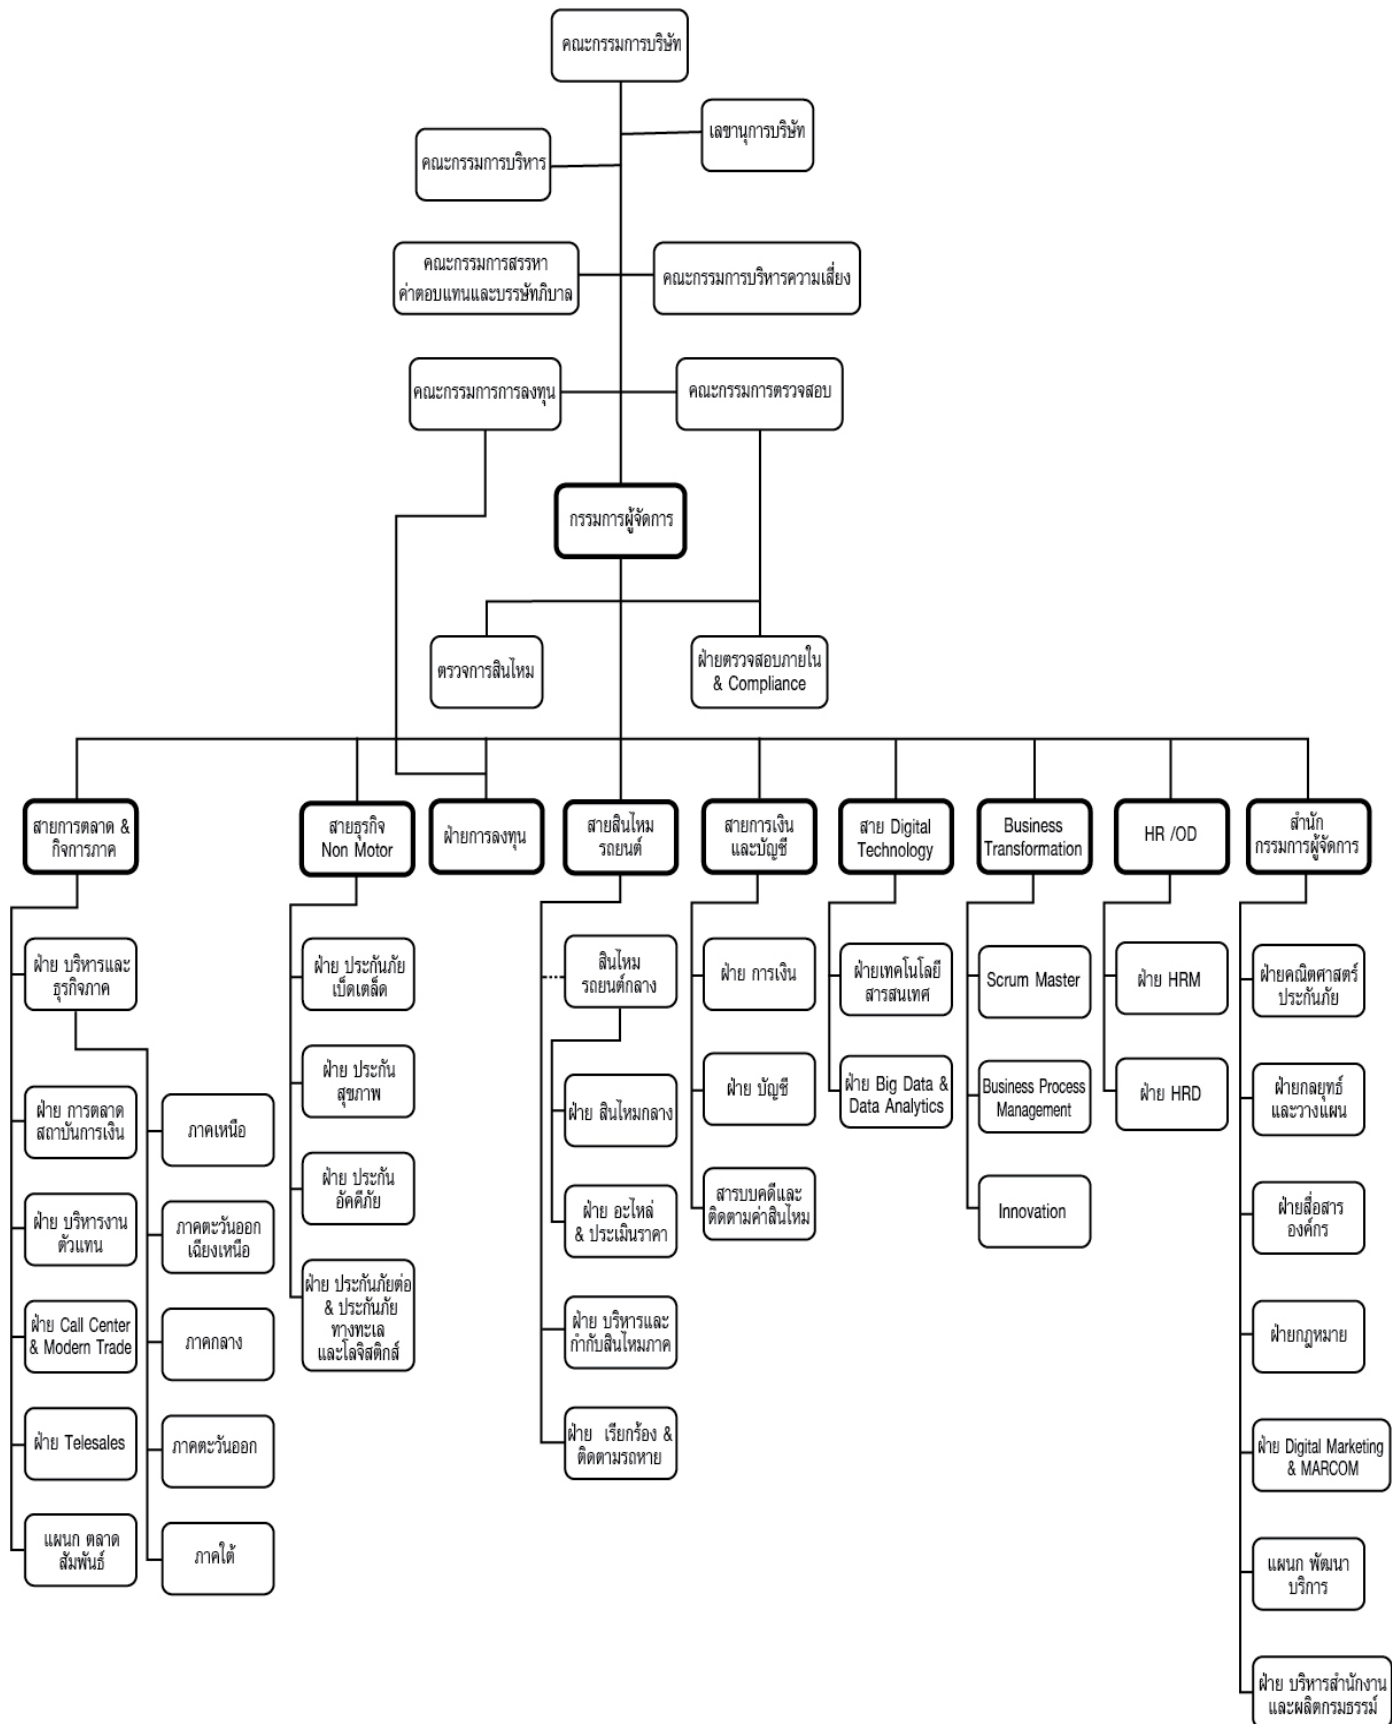 คณะกรรมการบริษัท
เลขานุการบริษัท
คณะกรรมการบริหาร
คณะกรรมการสรรหา
ค่าตอบแทนและบรรษัทภิบาล
คณะกรรมการบริหารความเสี่ยง
คณะกรรมการการลงทุน
คณะกรรมการตรวจสอบ
กรรมการผู้จัดการ
ตรวจการสินไหม
ฝ่ายตรวจสอบภายใน
& Compliance
สายการตลาด &
กิจการภาค
สายธุรกิจ
Non Motor
ฝ่ายการลงทุน
สายสินไหม
รถยนต์
สายการเงิน
และบัญชี
สาย Digital
Technology
Business
Transformation
HR /OD
สำนัก
กรรมการผู้จัดการ
ฝ่าย บริหารและ
ธุรกิจภาค
ฝ่าย การตลาด
สถาบันการเงิน
ฝ่าย บริหารงาน
ตัวแทน
ฝ่าย Call Center
& Modern Trade
ฝ่าย Telesales
แผนก ตลาด
สัมพันธ์
ภาคเหนือ
ภาคตะวันออก
เฉียงเหนือ
ภาคกลาง
ภาคตะวันออก
ภาคใต้
ฝ่าย ประกันภัย
เบ็ดเตล็ด
ฝ่าย ประกัน
สุขภาพ
ฝ่าย ประกัน
อัคคีภัย
ฝ่าย ประกันภัยต่อ
& ประกันภัย
ทางทะเล
และโลจิสติกส์
สินไหม
รถยนต์กลาง
ฝ่าย สินไหมกลาง
ฝ่าย อะไหล่
& ประเมินราคา
ฝ่าย บริหารและ
กำกับสินไหมภาค
ฝ่าย เรียกร้อง &
ติดตามรถหาย
ฝ่าย การเงิน
ฝ่าย บัญชี
สารบบคดีและ
ติดตามค่าสินไหม
ฝ่ายเทคโนโลยี
สารสนเทศ
ฝ่าย Big Data &
Data Analytics
Scrum Master
Business Process
Management
Innovation
ฝ่าย HRM
ฝ่าย HRD
ฝ่ายคณิตศาสตร์
ประกันภัย
ฝ่ายกลยุทธ์
และวางแผน
ฝ่ายสื่อสาร
องค์กร
ฝ่ายกฎหมาย
ฝ่าย Digital Marketing
& MARCOM
แผนก พัฒนา
บริการ
ฝ่าย บริหารสำนักงาน
และผลิตกรมธรรม์